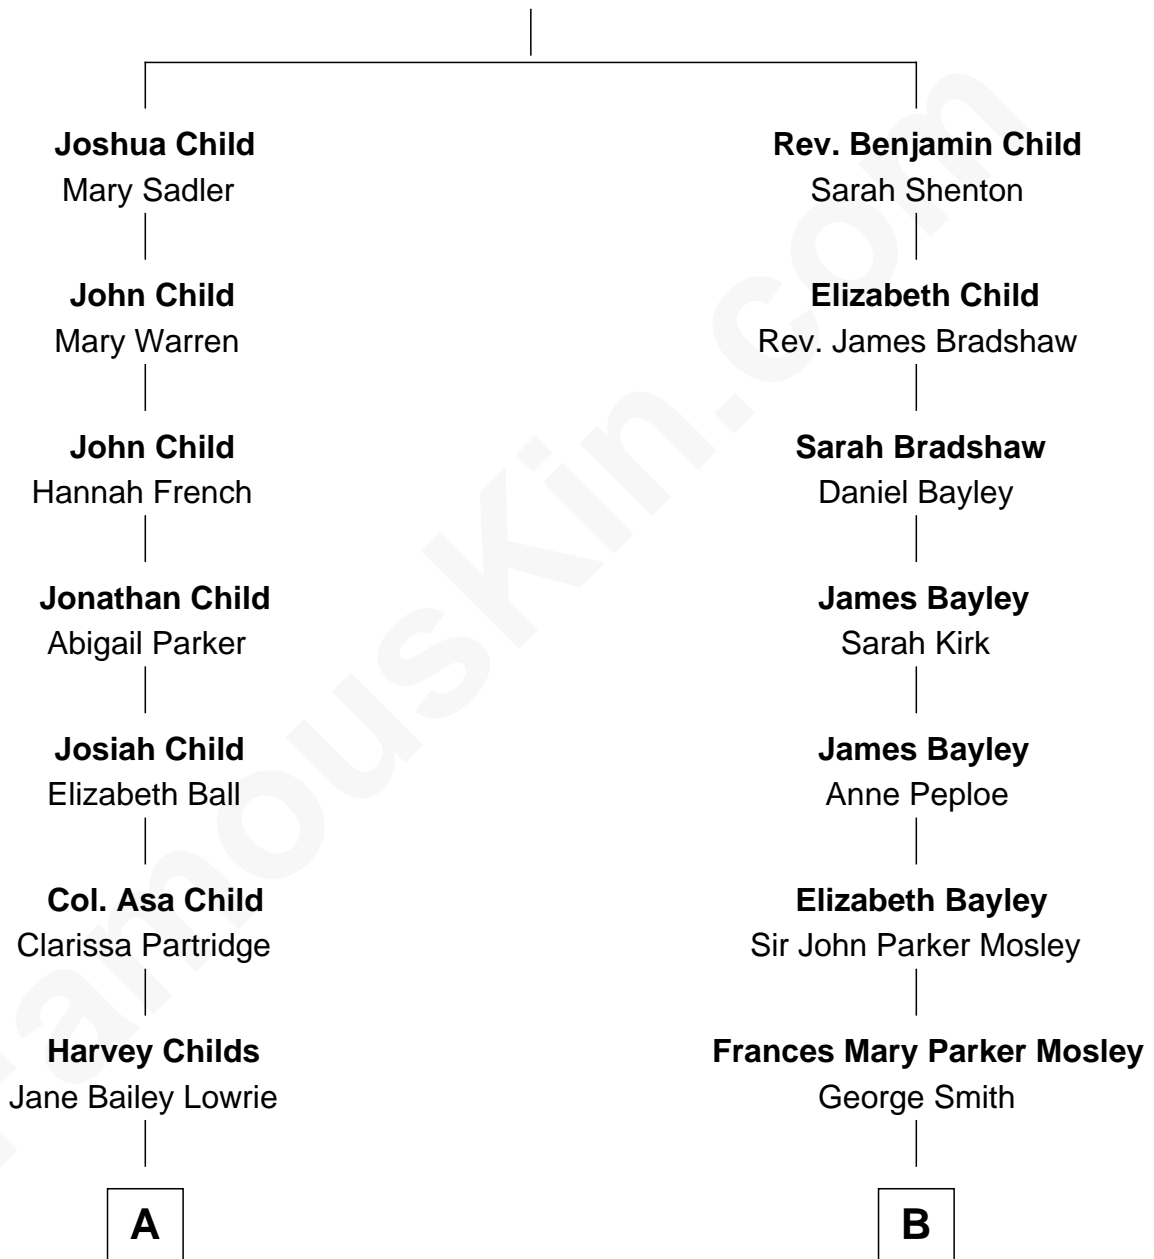 Joshua Child
Mary Sadler
Rev. Benjamin Child
Sarah Shenton
John Child
Mary Warren
Elizabeth Child
Rev. James Bradshaw
John Child
Hannah French
Sarah Bradshaw
Daniel Bayley
Jonathan Child
Abigail Parker
James Bayley
Sarah Kirk
Josiah Child
Elizabeth Ball
James Bayley
Anne Peploe
Col. Asa Child
Clarissa Partridge
Elizabeth Bayley
Sir John Parker Mosley
Harvey Childs
Jane Bailey Lowrie
Frances Mary Parker Mosley
George Smith
A
B
FamousKin.com